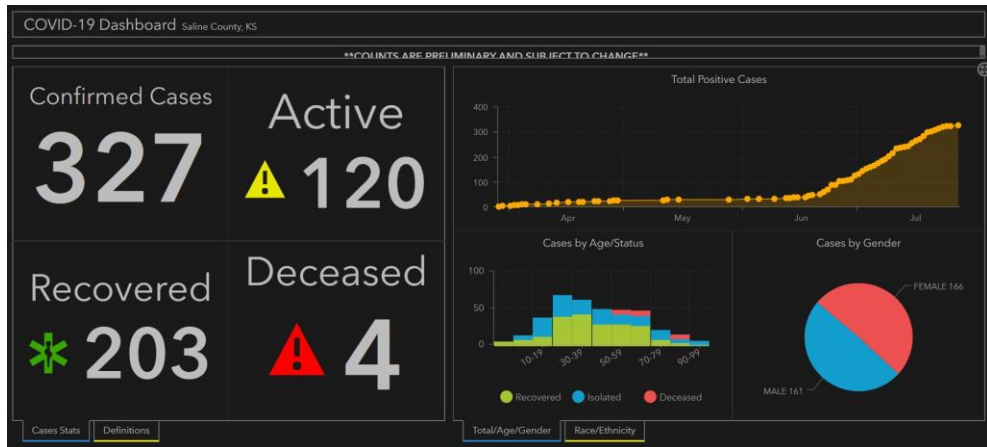 COVID-19 Dashboard Saline County, KS
**COUNTS ARE PRELIMINARY AND SUBJECT TO CHANGE**
Confirmed Cases
327
Active
120
Recovered
203
Deceased
4
Cases Stats
Definitions
Total Positive Cases
400
300
200
100
0
Apr May Jun Jul
Cases by Age/Status
100
50
0
10-19 30-39 50-59 70-79 90-99
Recovered Isolated Deceased
Cases by Gender
FEMALE 166
MALE 161
Total/Age/Gender
Race/Ethnicity